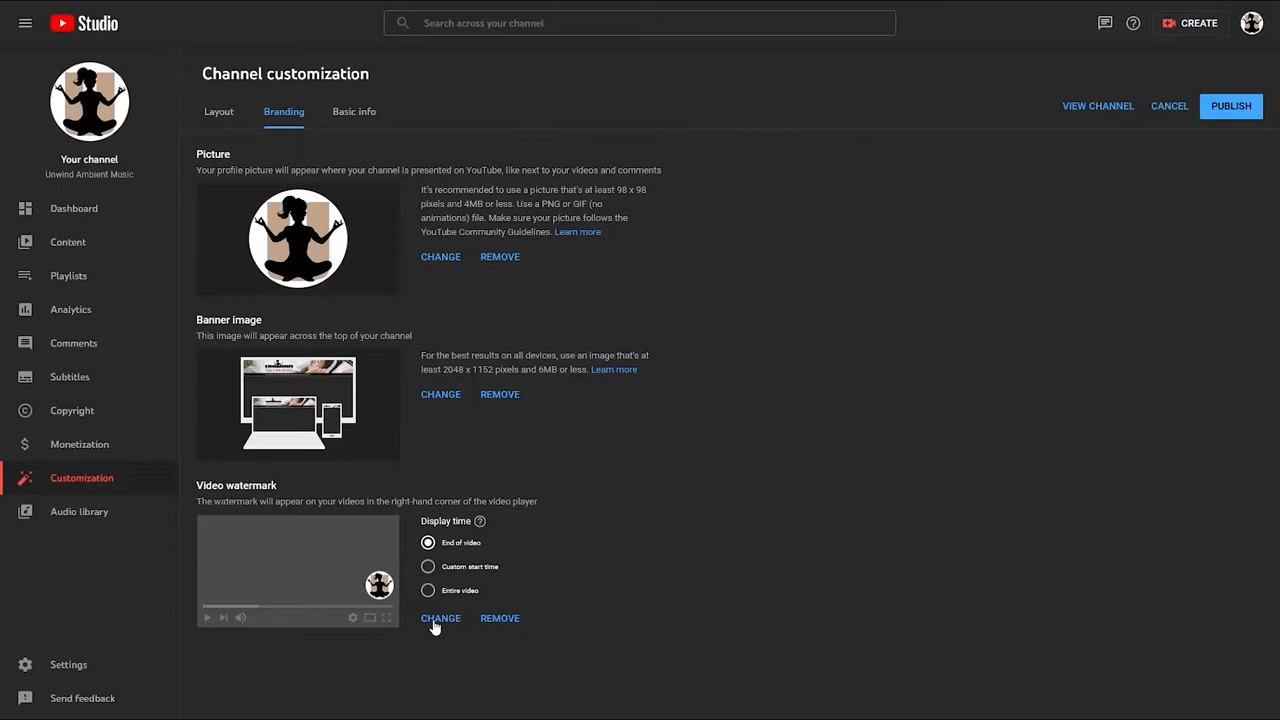 Studio
Search across your channel
CREATE
Your channel
Unwind Ambient Music
Dashboard
Content
Playlists
Analytics
Comments
Subtitles
Copyright
Monetization
Customization
Audio library
Settings
Send feedback
Channel customization
Layout
Branding
Basic info
VIEW CHANNEL
CANCEL
PUBLISH
Picture
Your profile picture will appear where your channel is presented on YouTube, like next to your videos and comments
It's recommended to use a picture that's at least 98 x 98
pixels and 4MB or less. Use a PNG or GIF (no
animations) file. Make sure your picture follows the
YouTube Community Guidelines. Learn more
CHANGE
REMOVE
Banner image
This image will appear across the top of your channel
For the best results on all devices, use an image that's at
least 2048 x 1152 pixels and 6MB or less. Learn more
CHANGE
REMOVE
Video watermark
The watermark will appear on your videos in the right-hand corner of the video player
Display time
End of video
Custom start time
Entire video
CHANGE
REMOVE